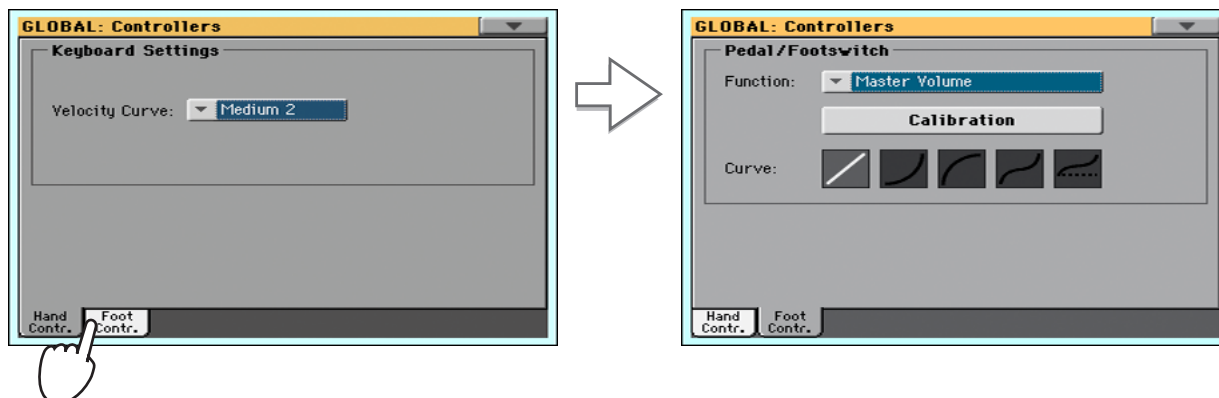 GLOBAL: Controllers
Keyboard Settings
Velocity Curve: Medium 2
Hand Contr.
Foot Contr.
GLOBAL: Controllers
Pedal/Footswitch
Function: Master Volume
Calibration
Curve:
Hand Contr.
Foot Contr.